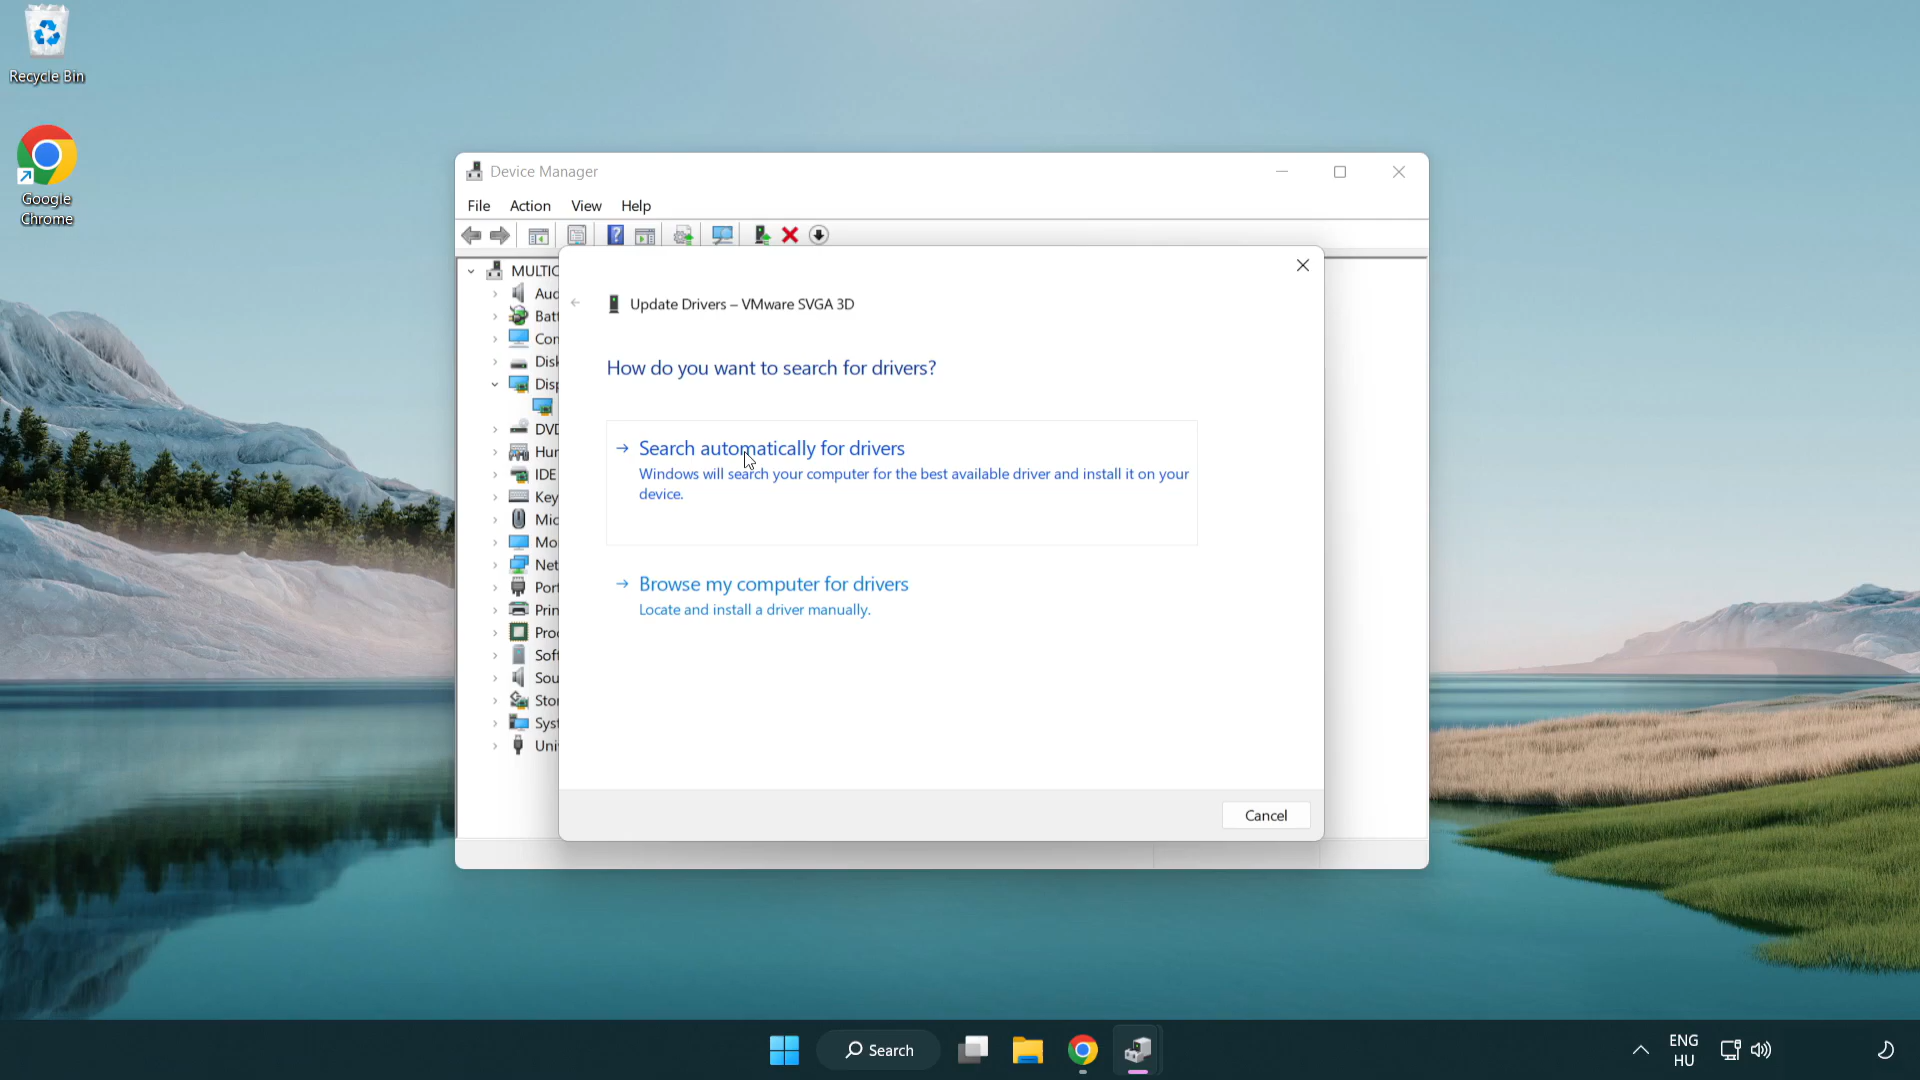 Recycle Bin
Google
Chrome
Device Manager
File Action View Help
Update Drivers – VMware SVGA 3D
How do you want to search for drivers?
Search automatically for drivers
Windows will search your computer for the best available driver and install it on your
device.
Browse my computer for drivers
Locate and install a driver manually.
Cancel
MULTIC
Aud
Batt
Con
Disk
Disp
DVD
Hun
IDE
Key
Mic
Mo
Net
Port
Prin
Proc
Soft
Sou
Stor
Syst
Uni
Search
ENG
HU